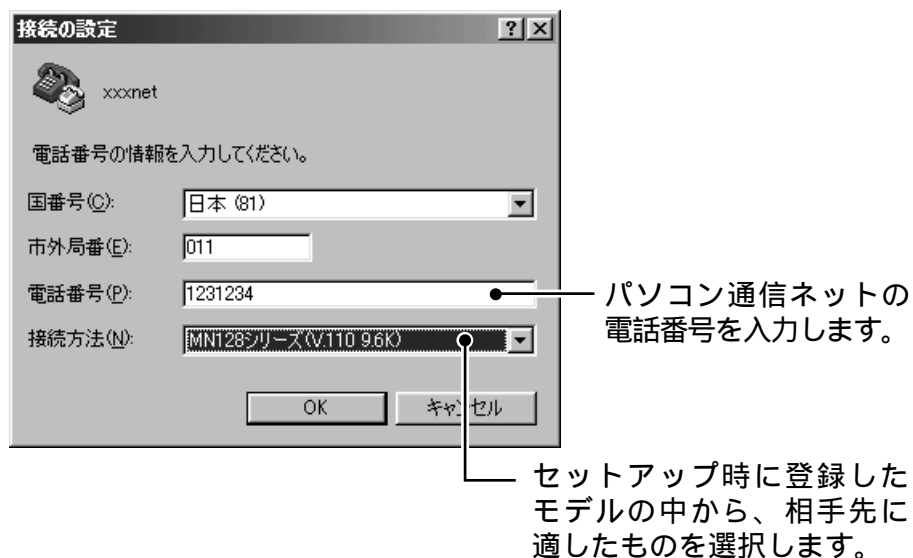 接続の設定
xxxnet
電話番号の情報を入力してください。
国番号(C): 日本 (81)
市外局番(E): 011
電話番号(P): 1231234
接続方法(N): MN128シリーズ(V.110 9.6K)
OK キャンセル
パソコン通信ネットの
電話番号を入力します。
セットアップ時に登録した
モデルの中から、相手先に
適したものを選択します。